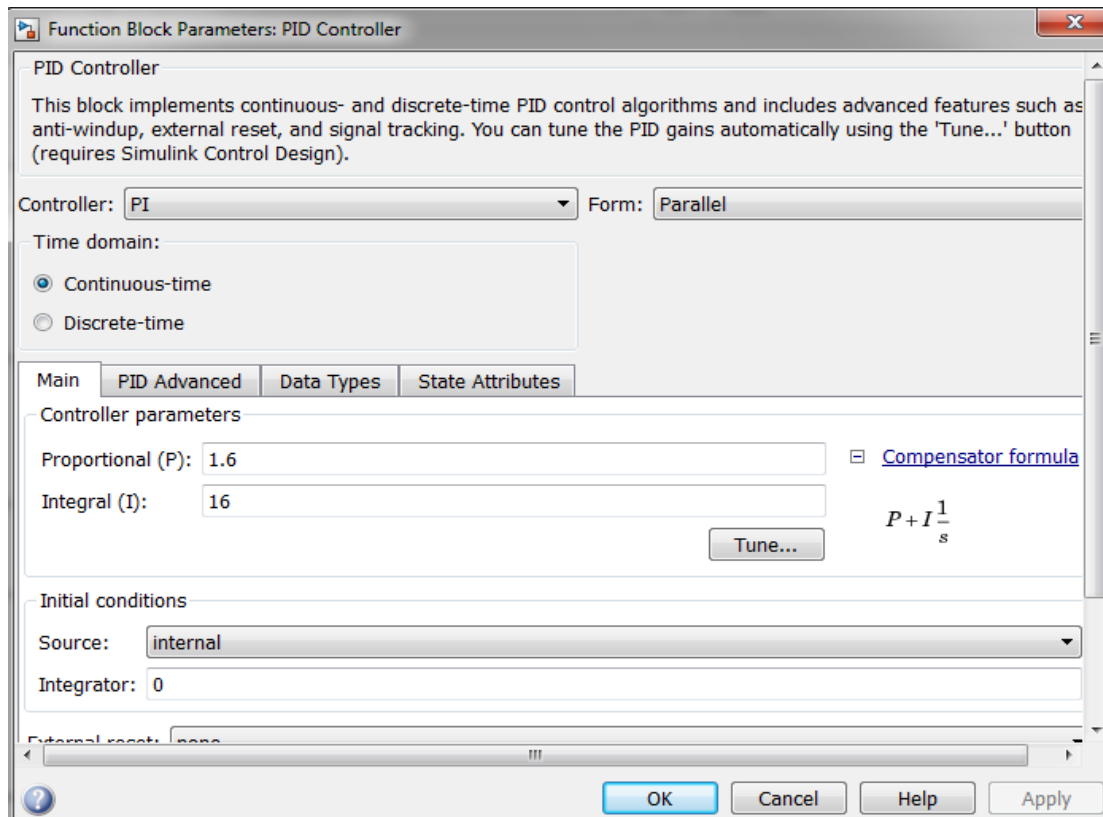 Function Block Parameters: PID Controller
PID Controller
This block implements continuous- and discrete-time PID control algorithms and includes advanced features such as
anti-windup, external reset, and signal tracking. You can tune the PID gains automatically using the 'Tune...' button
(requires Simulink Control Design).
Controller: PI Form: Parallel
Time domain:
Continuous-time
Discrete-time
Main PID Advanced Data Types State Attributes
Controller parameters
Proportional (P): 1.6 Compensator formula
Integral (I): 16
P + I 1/s
Tune...
Initial conditions
Source: internal
Integrator: 0
External reset: none
OK Cancel Help Apply